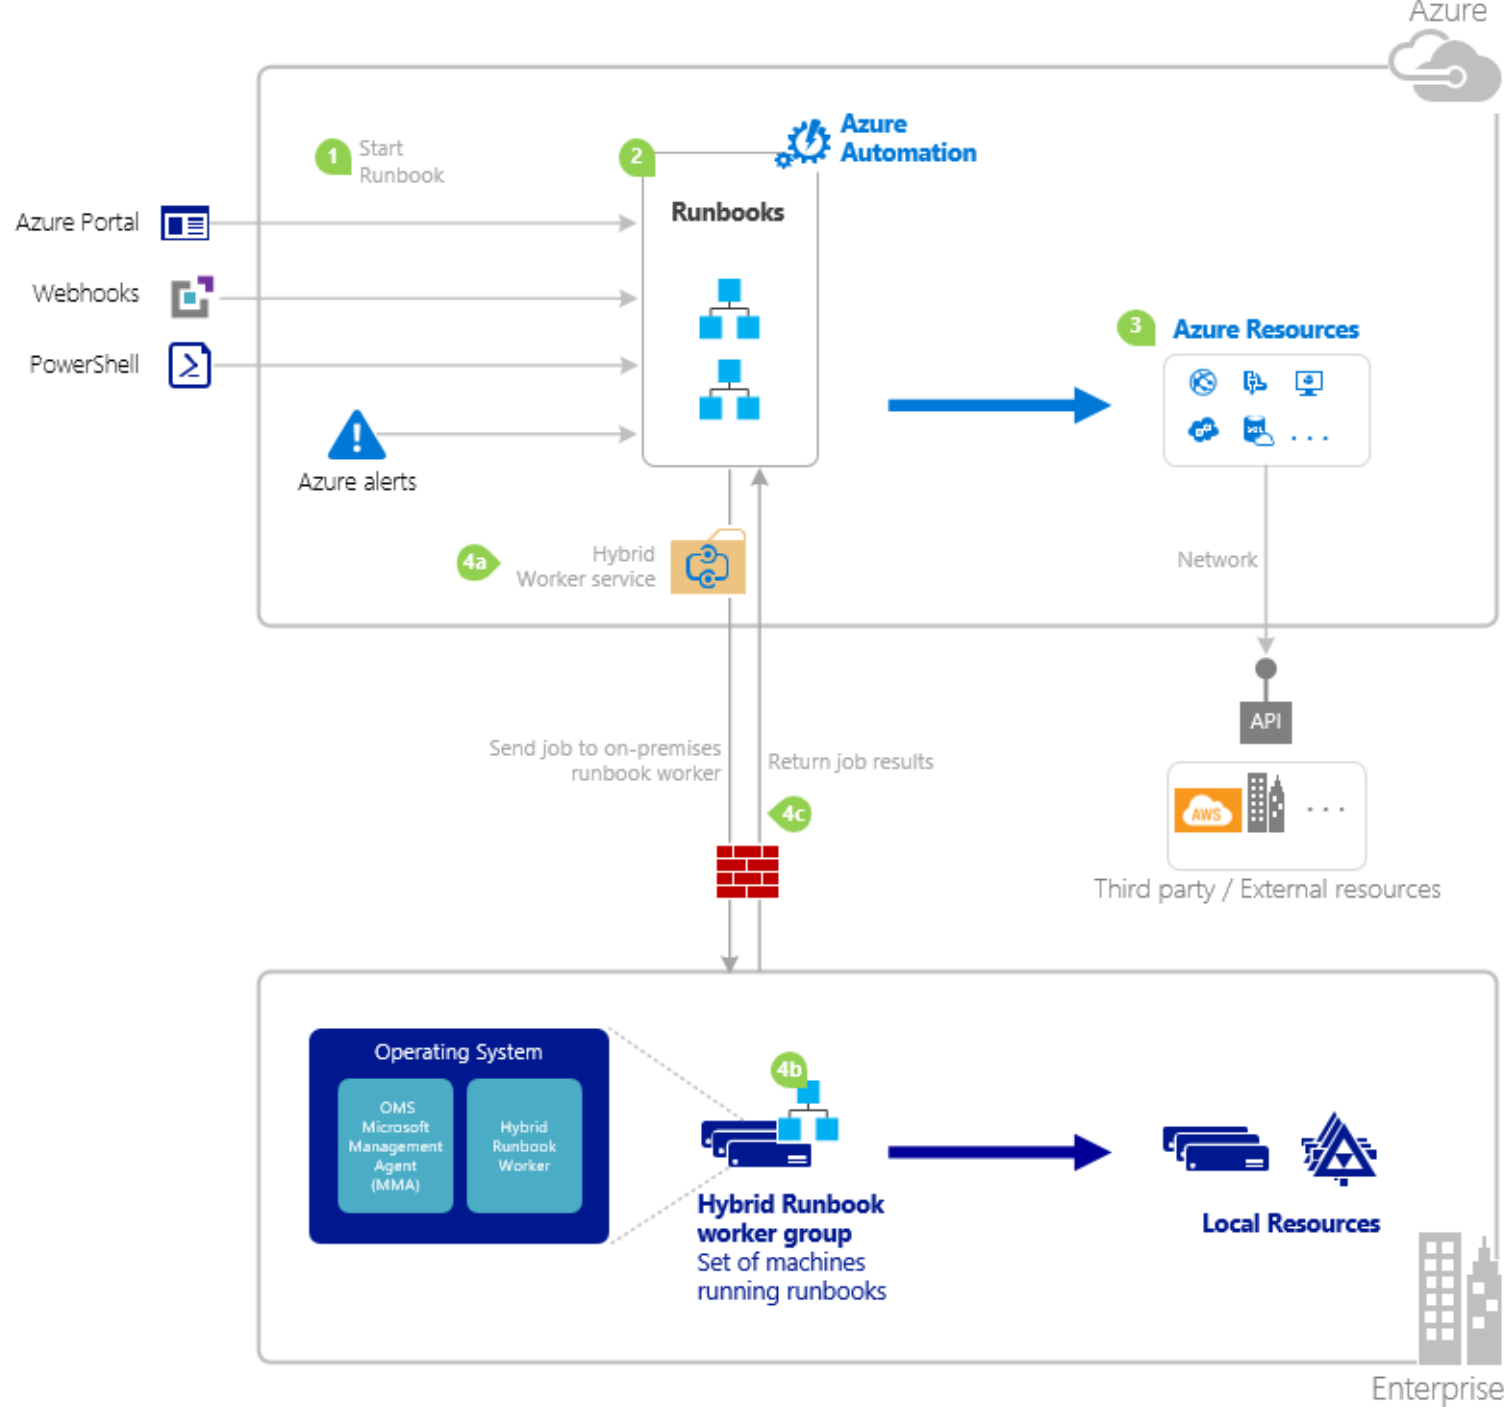 Azure
Azure
Automation
1
Start
Runbook
2
Runbooks
Azure Portal
Webhooks
PowerShell
Azure alerts
3
Azure Resources
SQL
. . .
4a
Hybrid
Worker service
Network
API
Send job to on-premises
runbook worker
Return job results
4c
AWS
. . .
Third party / External resources
Operating System
OMS
Microsoft
Management
Agent
(MMA)
Hybrid
Runbook
Worker
4b
Hybrid Runbook
worker group
Set of machines
running runbooks
Local Resources
Enterprise